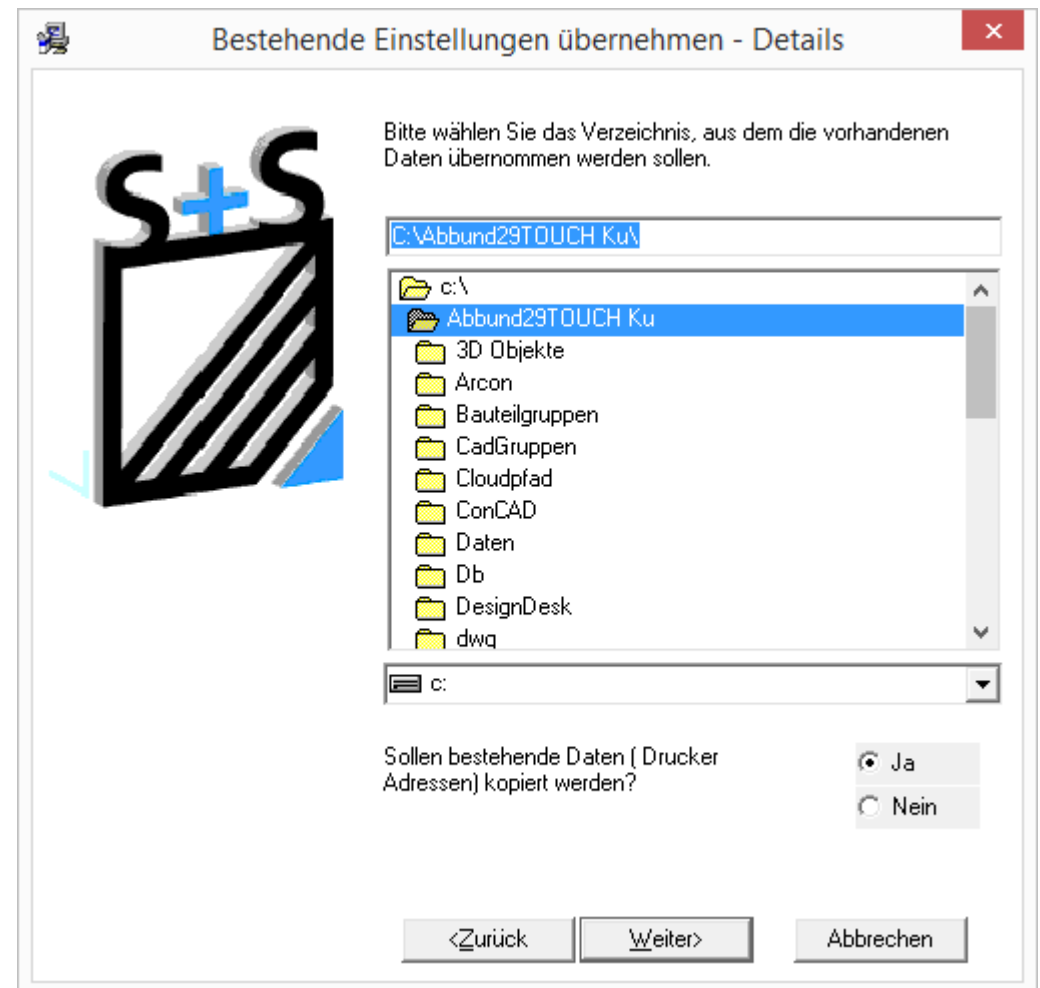 Bestehende Einstellungen übernehmen - Details
S+S
Bitte wählen Sie das Verzeichnis, aus dem die vorhandenen
Daten übernommen werden sollen.
C:\Abbund29TOUCH Ku\
c:\
Abbund29TOUCH Ku
3D Objekte
Arcon
Bauteilgruppen
CadGruppen
Cloudpfad
ConCAD
Daten
Db
DesignDesk
dwg
c:
Sollen bestehende Daten ( Drucker
Adressen) kopiert werden?
Ja
Nein
<Zurück
Weiter>
Abbrechen